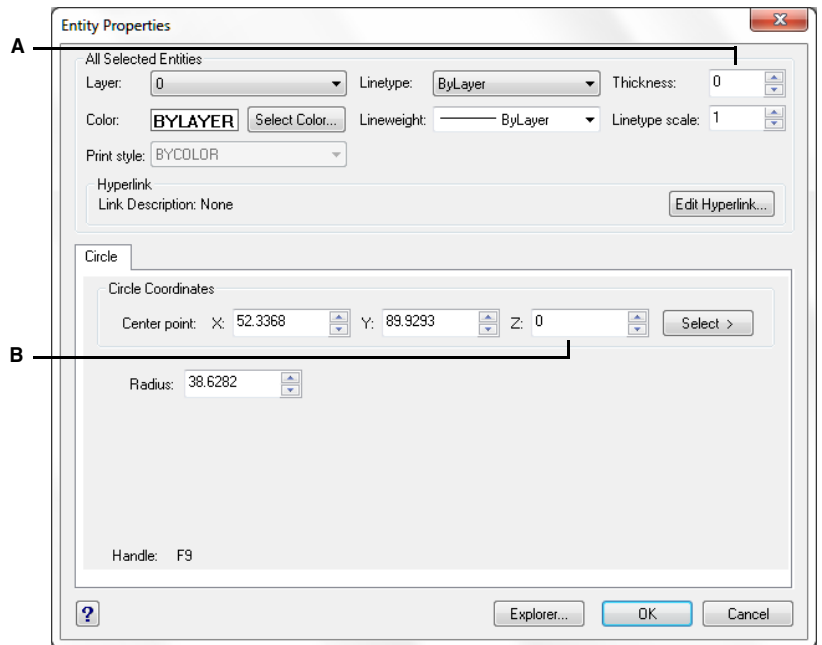 Entity Properties
A
All Selected Entities
Layer: 0 Linetype: ByLayer Thickness: 0
Color: BYLAYER Select Color... Lineweight: ByLayer Linetype scale: 1
Print style: BYCOLOR
Hyperlink
Link Description: None Edit Hyperlink...
Circle
Circle Coordinates
Center point: X: 52.3368 Y: 89.9293 Z: 0 Select >
B
Radius: 38.6282
Handle: F9
? Explorer... OK Cancel